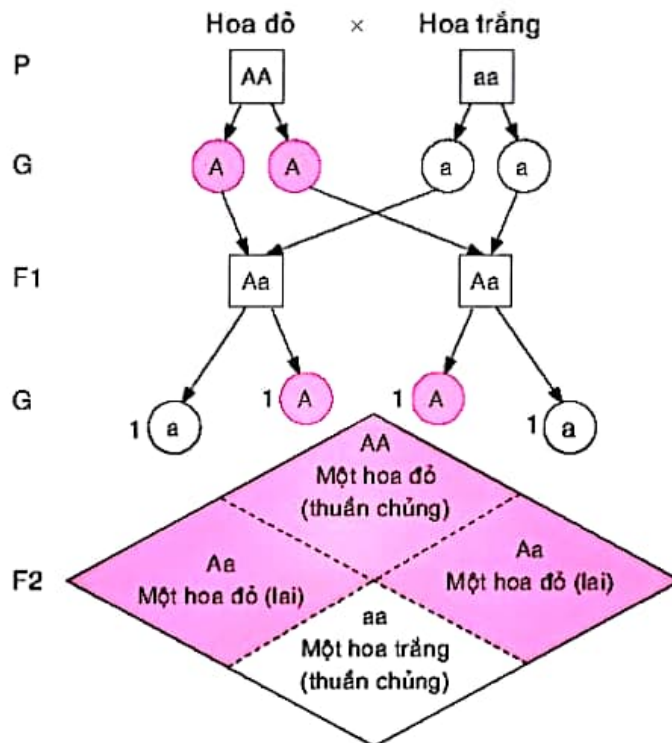 Hoa đỏ × Hoa trắng
P AA aa
G A A a a
F1 Aa Aa
G 1 a 1 A 1 A 1 a
AA
Một hoa đỏ
(thuần chủng)
F2
Aa
Một hoa đỏ (lai)
Aa
Một hoa đỏ (lai)
aa
Một hoa trắng
(thuần chủng)